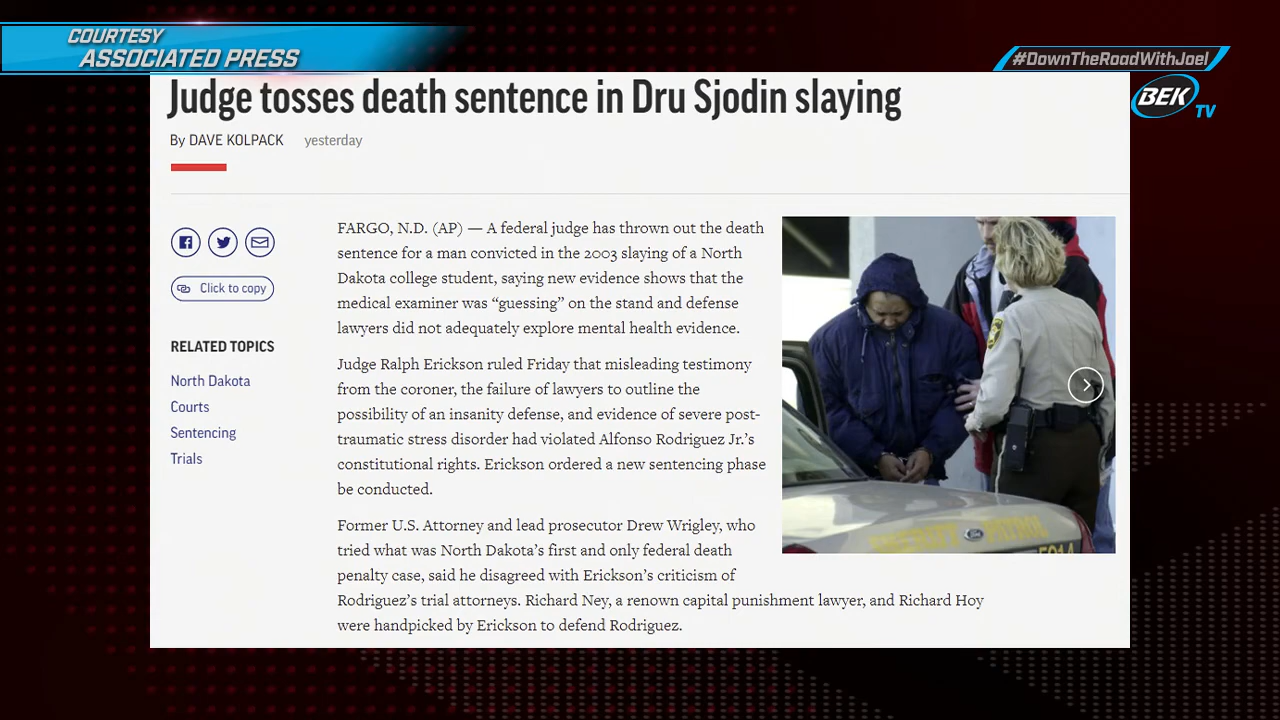 COURTESY
ASSOCIATED PRESS
#DownTheRoadWithJoel
BEK TV
Judge tosses death sentence in Dru Sjodin slaying
By DAVE KOLPACK yesterday
Click to copy
RELATED TOPICS
North Dakota
Courts
Sentencing
Trials
FARGO, N.D. (AP) — A federal judge has thrown out the death
sentence for a man convicted in the 2003 slaying of a North
Dakota college student, saying new evidence shows that the
medical examiner was “guessing” on the stand and defense
lawyers did not adequately explore mental health evidence.
Judge Ralph Erickson ruled Friday that misleading testimony
from the coroner, the failure of lawyers to outline the
possibility of an insanity defense, and evidence of severe post-
traumatic stress disorder had violated Alfonso Rodriguez Jr.’s
constitutional rights. Erickson ordered a new sentencing phase
be conducted.
Former U.S. Attorney and lead prosecutor Drew Wrigley, who
tried what was North Dakota’s first and only federal death
penalty case, said he disagreed with Erickson’s criticism of
Rodriguez’s trial attorneys. Richard Ney, a renown capital punishment lawyer, and Richard Hoy
were handpicked by Erickson to defend Rodriguez.